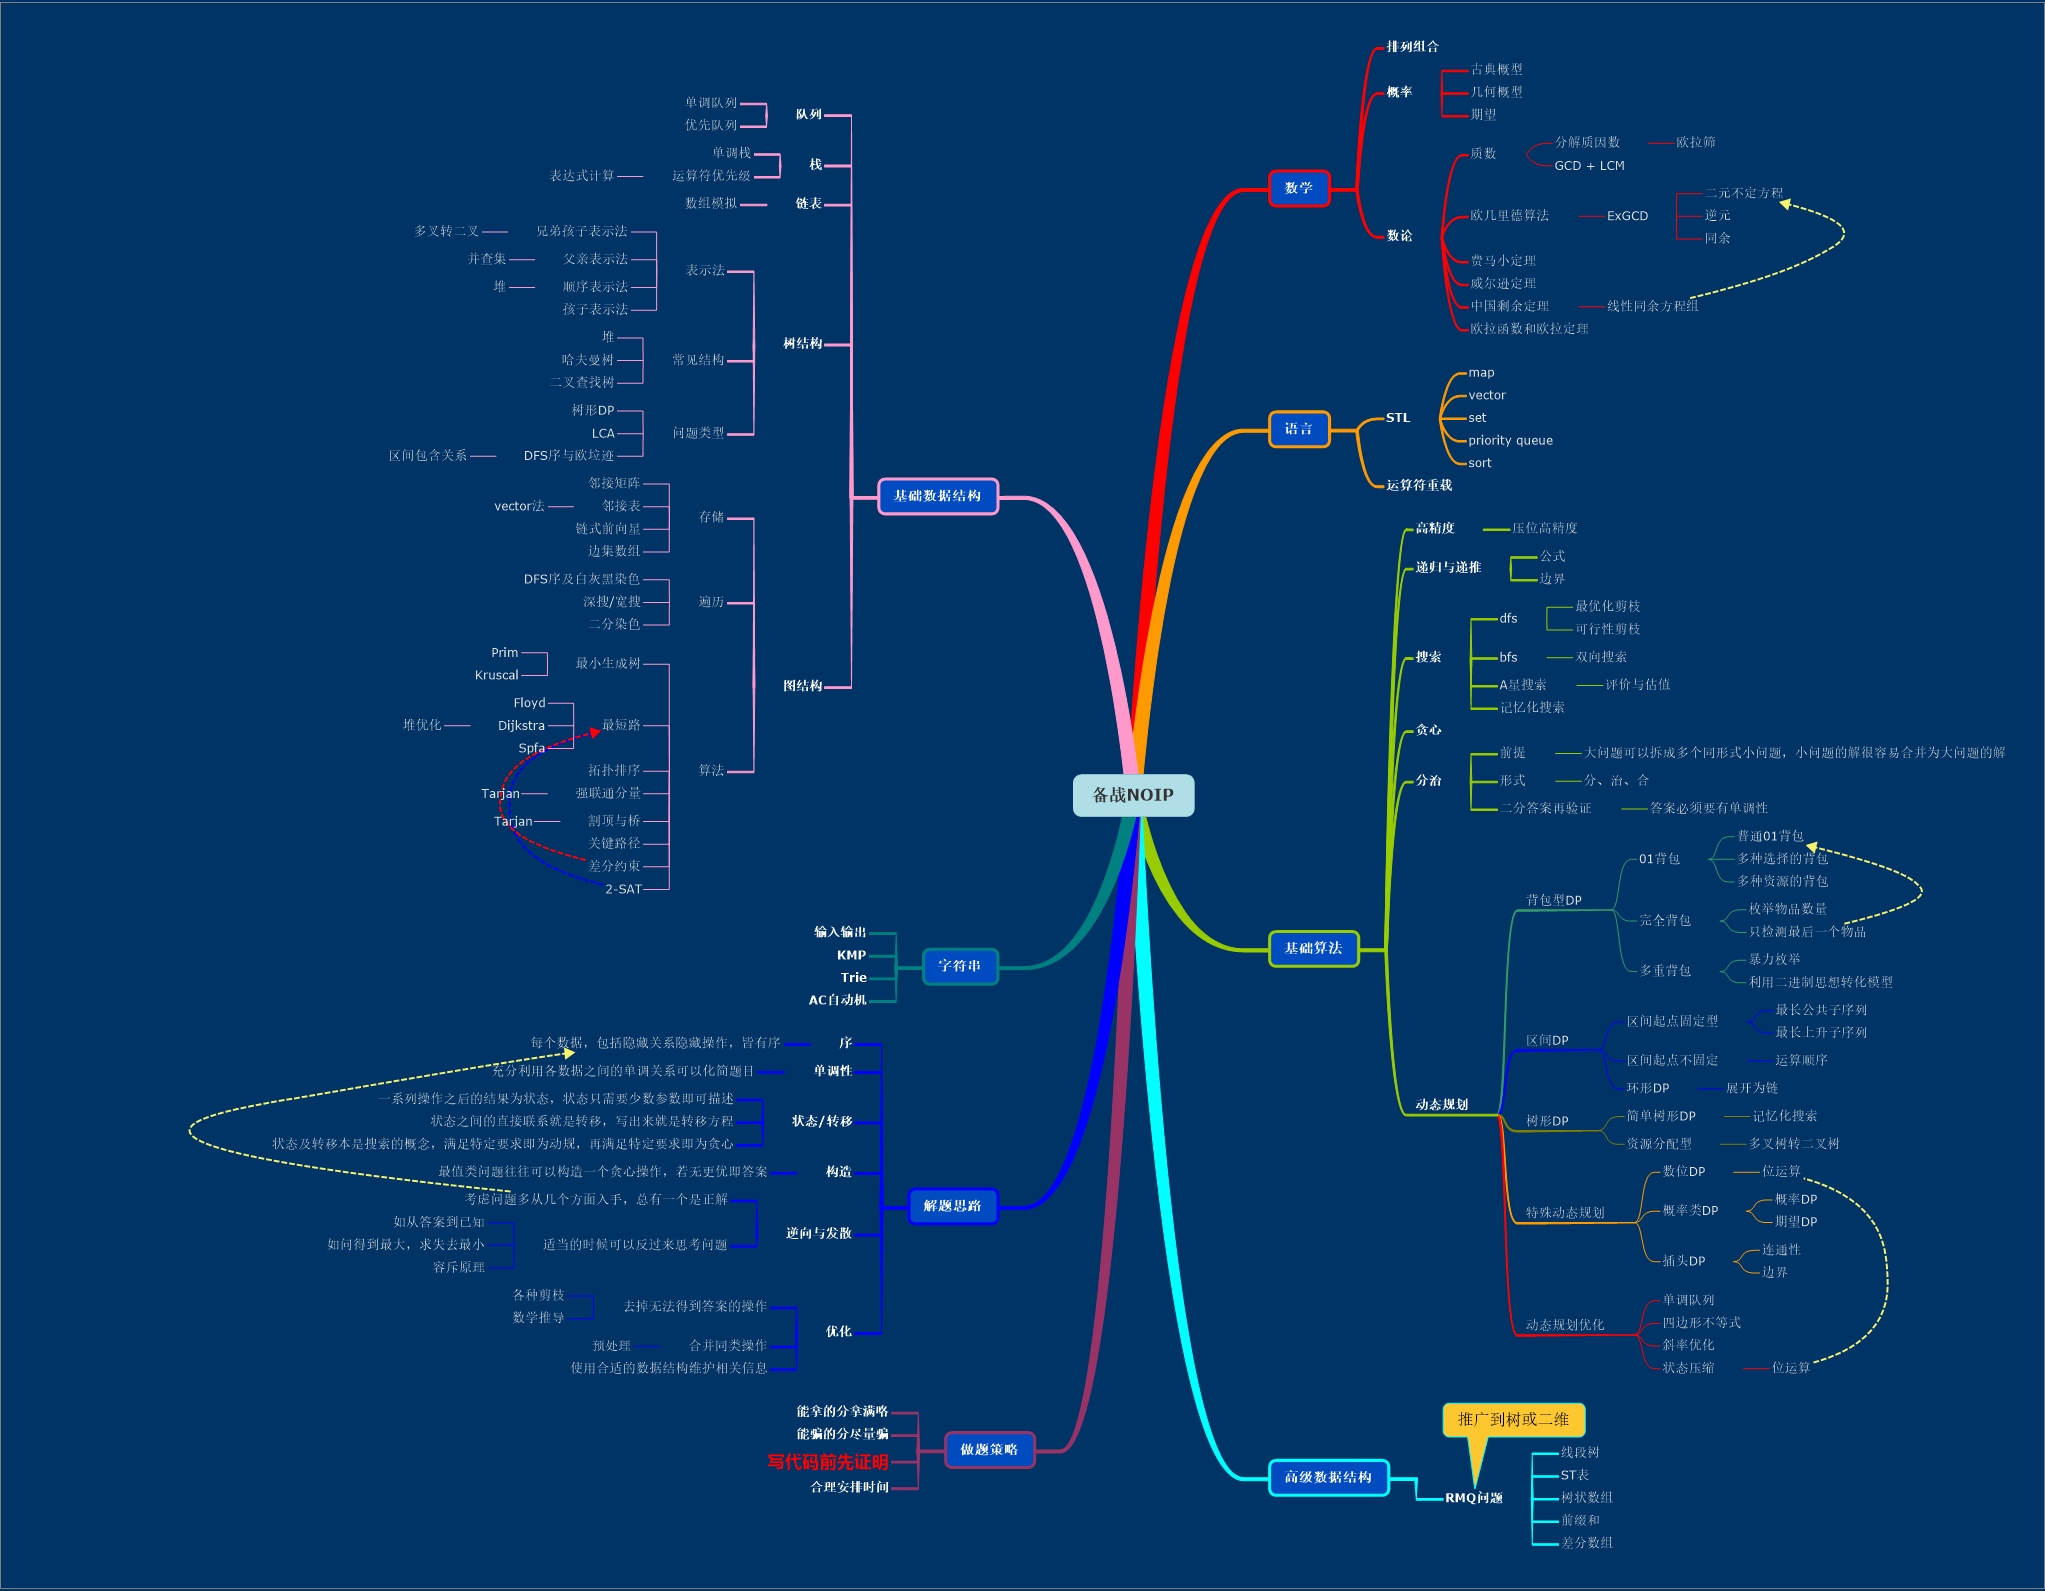 备战NOIP
数学
排列组合
概率
古典概型
几何概型
期望
数论
质数
分解质因数
欧拉筛
GCD + LCM
欧几里德算法
ExGCD
二元不定方程
逆元
同余
费马小定理
威尔逊定理
中国剩余定理
线性同余方程组
欧拉函数和欧拉定理
语言
STL
map
vector
set
priority queue
sort
运算符重载
基础算法
高精度
压位高精度
递归与递推
公式
边界
搜索
dfs
最优化剪枝
可行性剪枝
bfs
双向搜索
A星搜索
评价与估值
记忆化搜索
贪心
分治
前提
大问题可以拆成多个同形式小问题，小问题的解很容易合并为大问题的解
形式
分、治、合
二分答案再验证
答案必须要有单调性
动态规划
背包型DP
01背包
普通01背包
多种选择的背包
多种资源的背包
完全背包
枚举物品数量
只检测最后一个物品
多重背包
暴力枚举
利用二进制思想转化模型
区间DP
区间起点固定型
最长公共子序列
最长上升子序列
区间起点不固定
运算顺序
环形DP
展开为链
树形DP
简单树形DP
记忆化搜索
资源分配型
多叉树转二叉树
特殊动态规划
数位DP
位运算
概率类DP
概率DP
期望DP
插头DP
连通性
边界
动态规划优化
单调队列
四边形不等式
斜率优化
状态压缩
位运算
高级数据结构
RMQ问题
推广到树或二维
线段树
ST表
树状数组
前缀和
差分数组
基础数据结构
队列
单调队列
优先队列
栈
单调栈
运算符优先级
表达式计算
链表
数组模拟
树结构
表示法
兄弟孩子表示法
多叉转二叉
父亲表示法
并查集
顺序表示法
堆
孩子表示法
常见结构
堆
哈夫曼树
二叉查找树
问题类型
树形DP
LCA
DFS序与欧垃迹
区间包含关系
图结构
存储
邻接矩阵
邻接表
vector法
链式前向星
边集数组
遍历
DFS序及白灰黑染色
深搜/宽搜
二分染色
算法
最小生成树
Prim
Kruscal
最短路
Floyd
Dijkstra
堆优化
Spfa
拓扑排序
强联通分量
Tarjan
割顶与桥
Tarjan
关键路径
差分约束
2-SAT
字符串
输入输出
KMP
Trie
AC自动机
解题思路
序
每个数据，包括隐藏关系隐藏操作，皆有序
单调性
充分利用各数据之间的单调关系可以化简题目
状态/转移
一系列操作之后的结果为状态，状态只需要少数参数即可描述
状态之间的直接联系就是转移，写出来就是转移方程
状态及转移本是搜索的概念，满足特定要求即为动规，再满足特定要求即为贪心
构造
最值类问题往往可以构造一个贪心操作，若无更优即答案
逆向与发散
考虑问题多从几个方面入手，总有一个是正解
适当的时候可以反过来思考问题
如从答案到已知
如问得到最大，求失去最小
容斥原理
优化
去掉无法得到答案的操作
各种剪枝
数学推导
合并同类操作
预处理
使用合适的数据结构维护相关信息
做题策略
能拿的分拿满咯
能骗的分尽量骗
写代码前先证明
合理安排时间